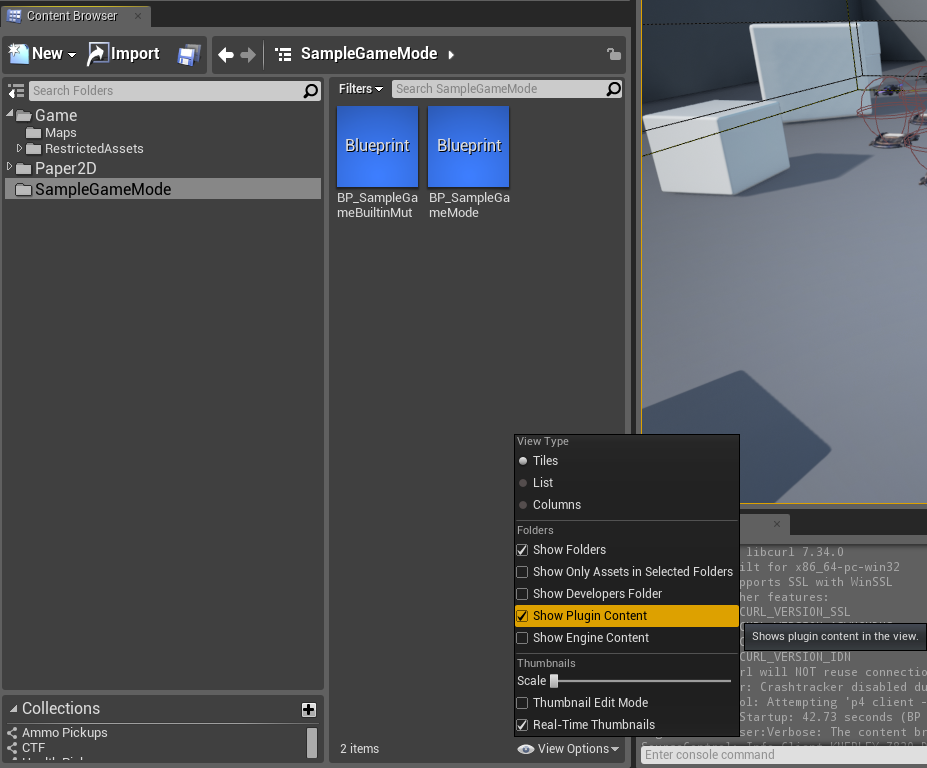 Content Browser
New
Import
SampleGameMode
Search Folders
Filters
Search SampleGameMode
Game
Maps
RestrictedAssets
Paper2D
SampleGameMode
Blueprint
Blueprint
BP_SampleGa
meBuiltinMut
BP_SampleGa
meMode
View Type
Tiles
List
Columns
Folders
Show Folders
Show Only Assets in Selected Folders
Show Developers Folder
Show Plugin Content
Show Engine Content
Thumbnails
Scale
Thumbnail Edit Mode
Real-Time Thumbnails
Shows plugin content in the view.
libcurl 7.34.0
ilt for x86_64-pc-win32
pports SSL with WinSSL
her features:
CURL_VERSION_SSL
CURL_VERSION_IDN
rl will NOT reuse connectio
r: Crashtracker disabled du
ol: Attempting 'p4 client -
Startup: 42.73 seconds (BP
ser:Verbose: The content br
Enter console command
Collections
Ammo Pickups
CTF
2 items
View Options